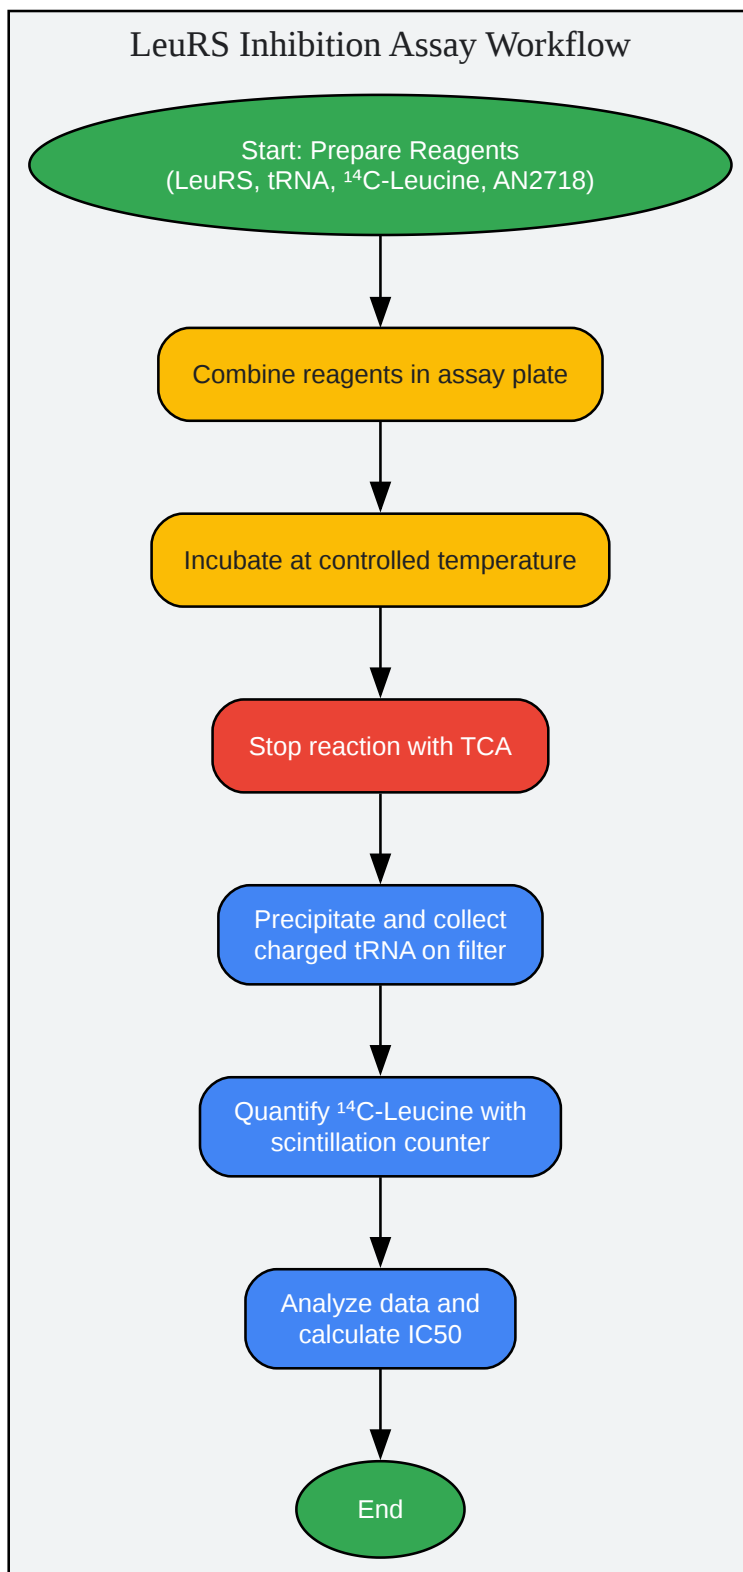 LeuRS Inhibition Assay Workflow
Start: Prepare Reagents
(LeuRS, tRNA, ¹⁴C-Leucine, AN2718)
Combine reagents in assay plate
Incubate at controlled temperature
Stop reaction with TCA
Precipitate and collect
charged tRNA on filter
Quantify ¹⁴C-Leucine with
scintillation counter
Analyze data and
calculate IC50
End